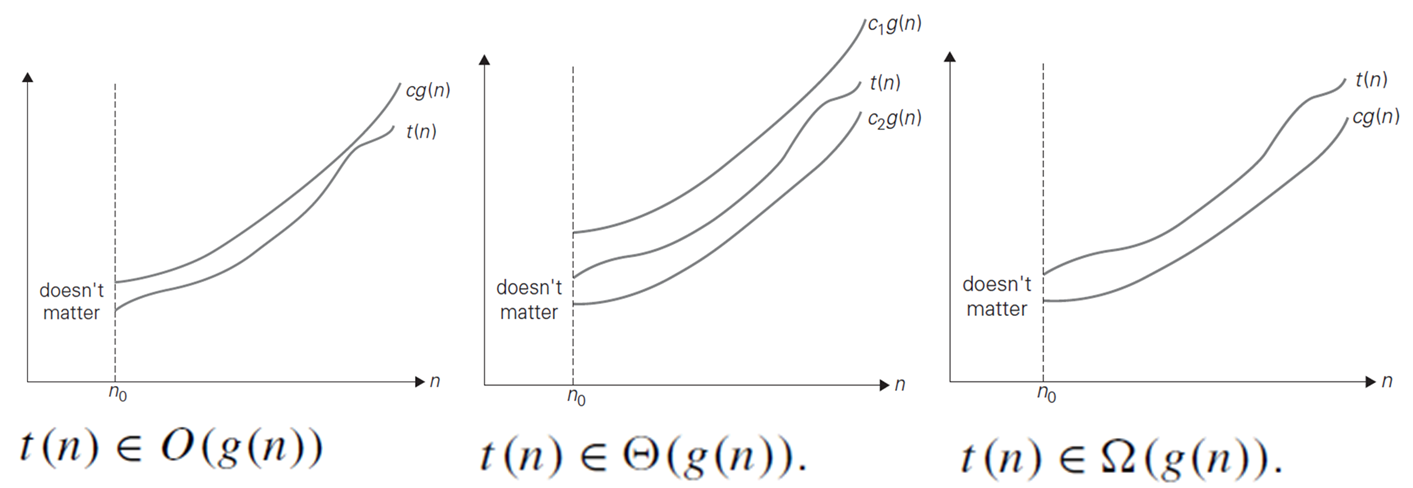 cg(n)
t(n)
doesn't
matter
n₀
n
t(n) ∈ O(g(n))
c₁g(n)
t(n)
c₂g(n)
doesn't
matter
n₀
n
t(n) ∈ Θ(g(n)).
t(n)
cg(n)
doesn't
matter
n₀
n
t(n) ∈ Ω(g(n)).